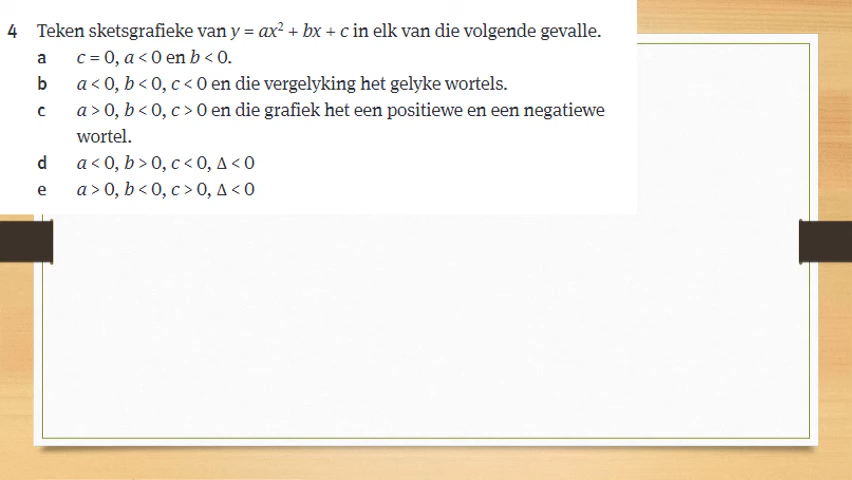 4 Teken sketsgrafieke van y = ax² + bx + c in elk van die volgende gevalle.
a c = 0, a < 0 en b < 0.
b a < 0, b < 0, c < 0 en die vergelyking het gelyke wortels.
c a > 0, b < 0, c > 0 en die grafiek het een positiewe en een negatiewe
wortel.
d a < 0, b > 0, c < 0, Δ < 0
e a > 0, b < 0, c > 0, Δ < 0